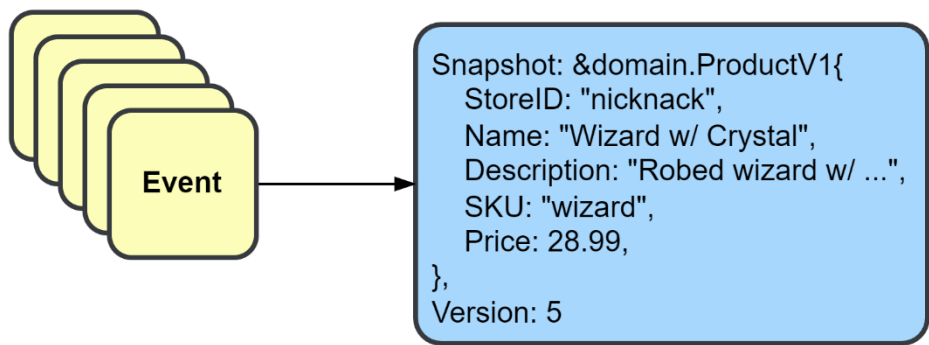 Event
Snapshot: &domain.ProductV1{
StoreID: "nicknack",
Name: "Wizard w/ Crystal",
Description: "Robed wizard w/ ...",
SKU: "wizard",
Price: 28.99,
},
Version: 5